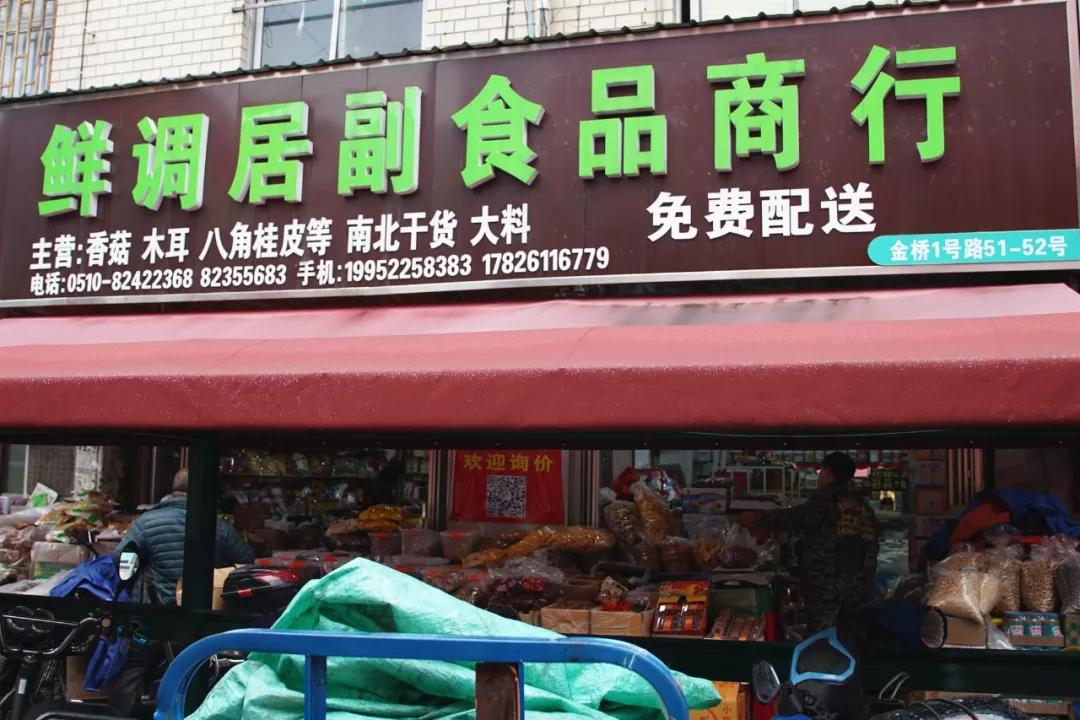 鲜调居副食品商行
主营:香菇 木耳 八角桂皮等 南北干货 大料
免费配送
电话:0510-82422368 82355683 手机:19952258383 17826116779
金桥1号路51-52号
欢迎询价